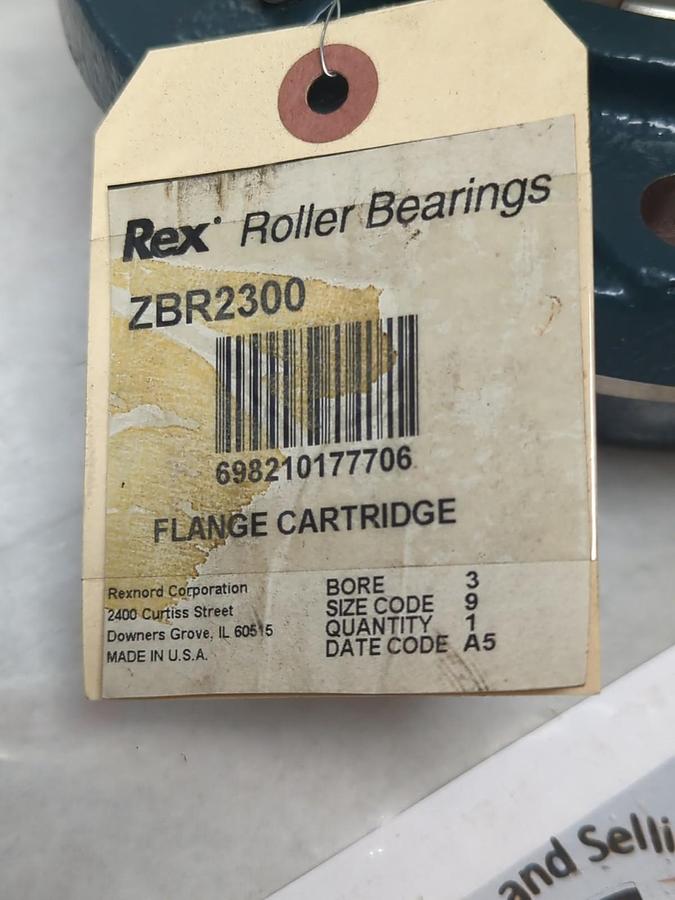 Rex® Roller Bearings
ZBR2300
698210177706
FLANGE CARTRIDGE
Rexnord Corporation
2400 Curtiss Street
Downers Grove, IL 60515
MADE IN U.S.A.
BORE 3
SIZE CODE 9
QUANTITY 1
DATE CODE A5
and Selli